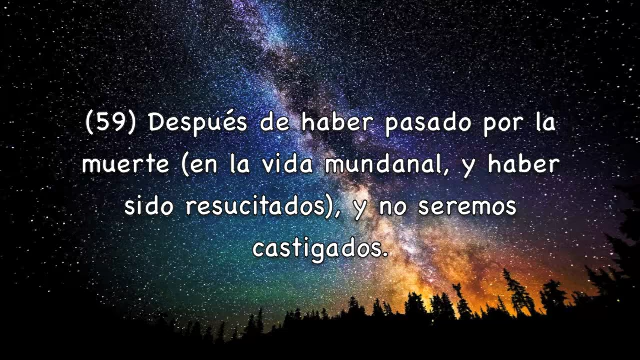 (59) Después de haber pasado por la
muerte (en la vida mundanal, y haber
sido resucitados), y no seremos
castigados.